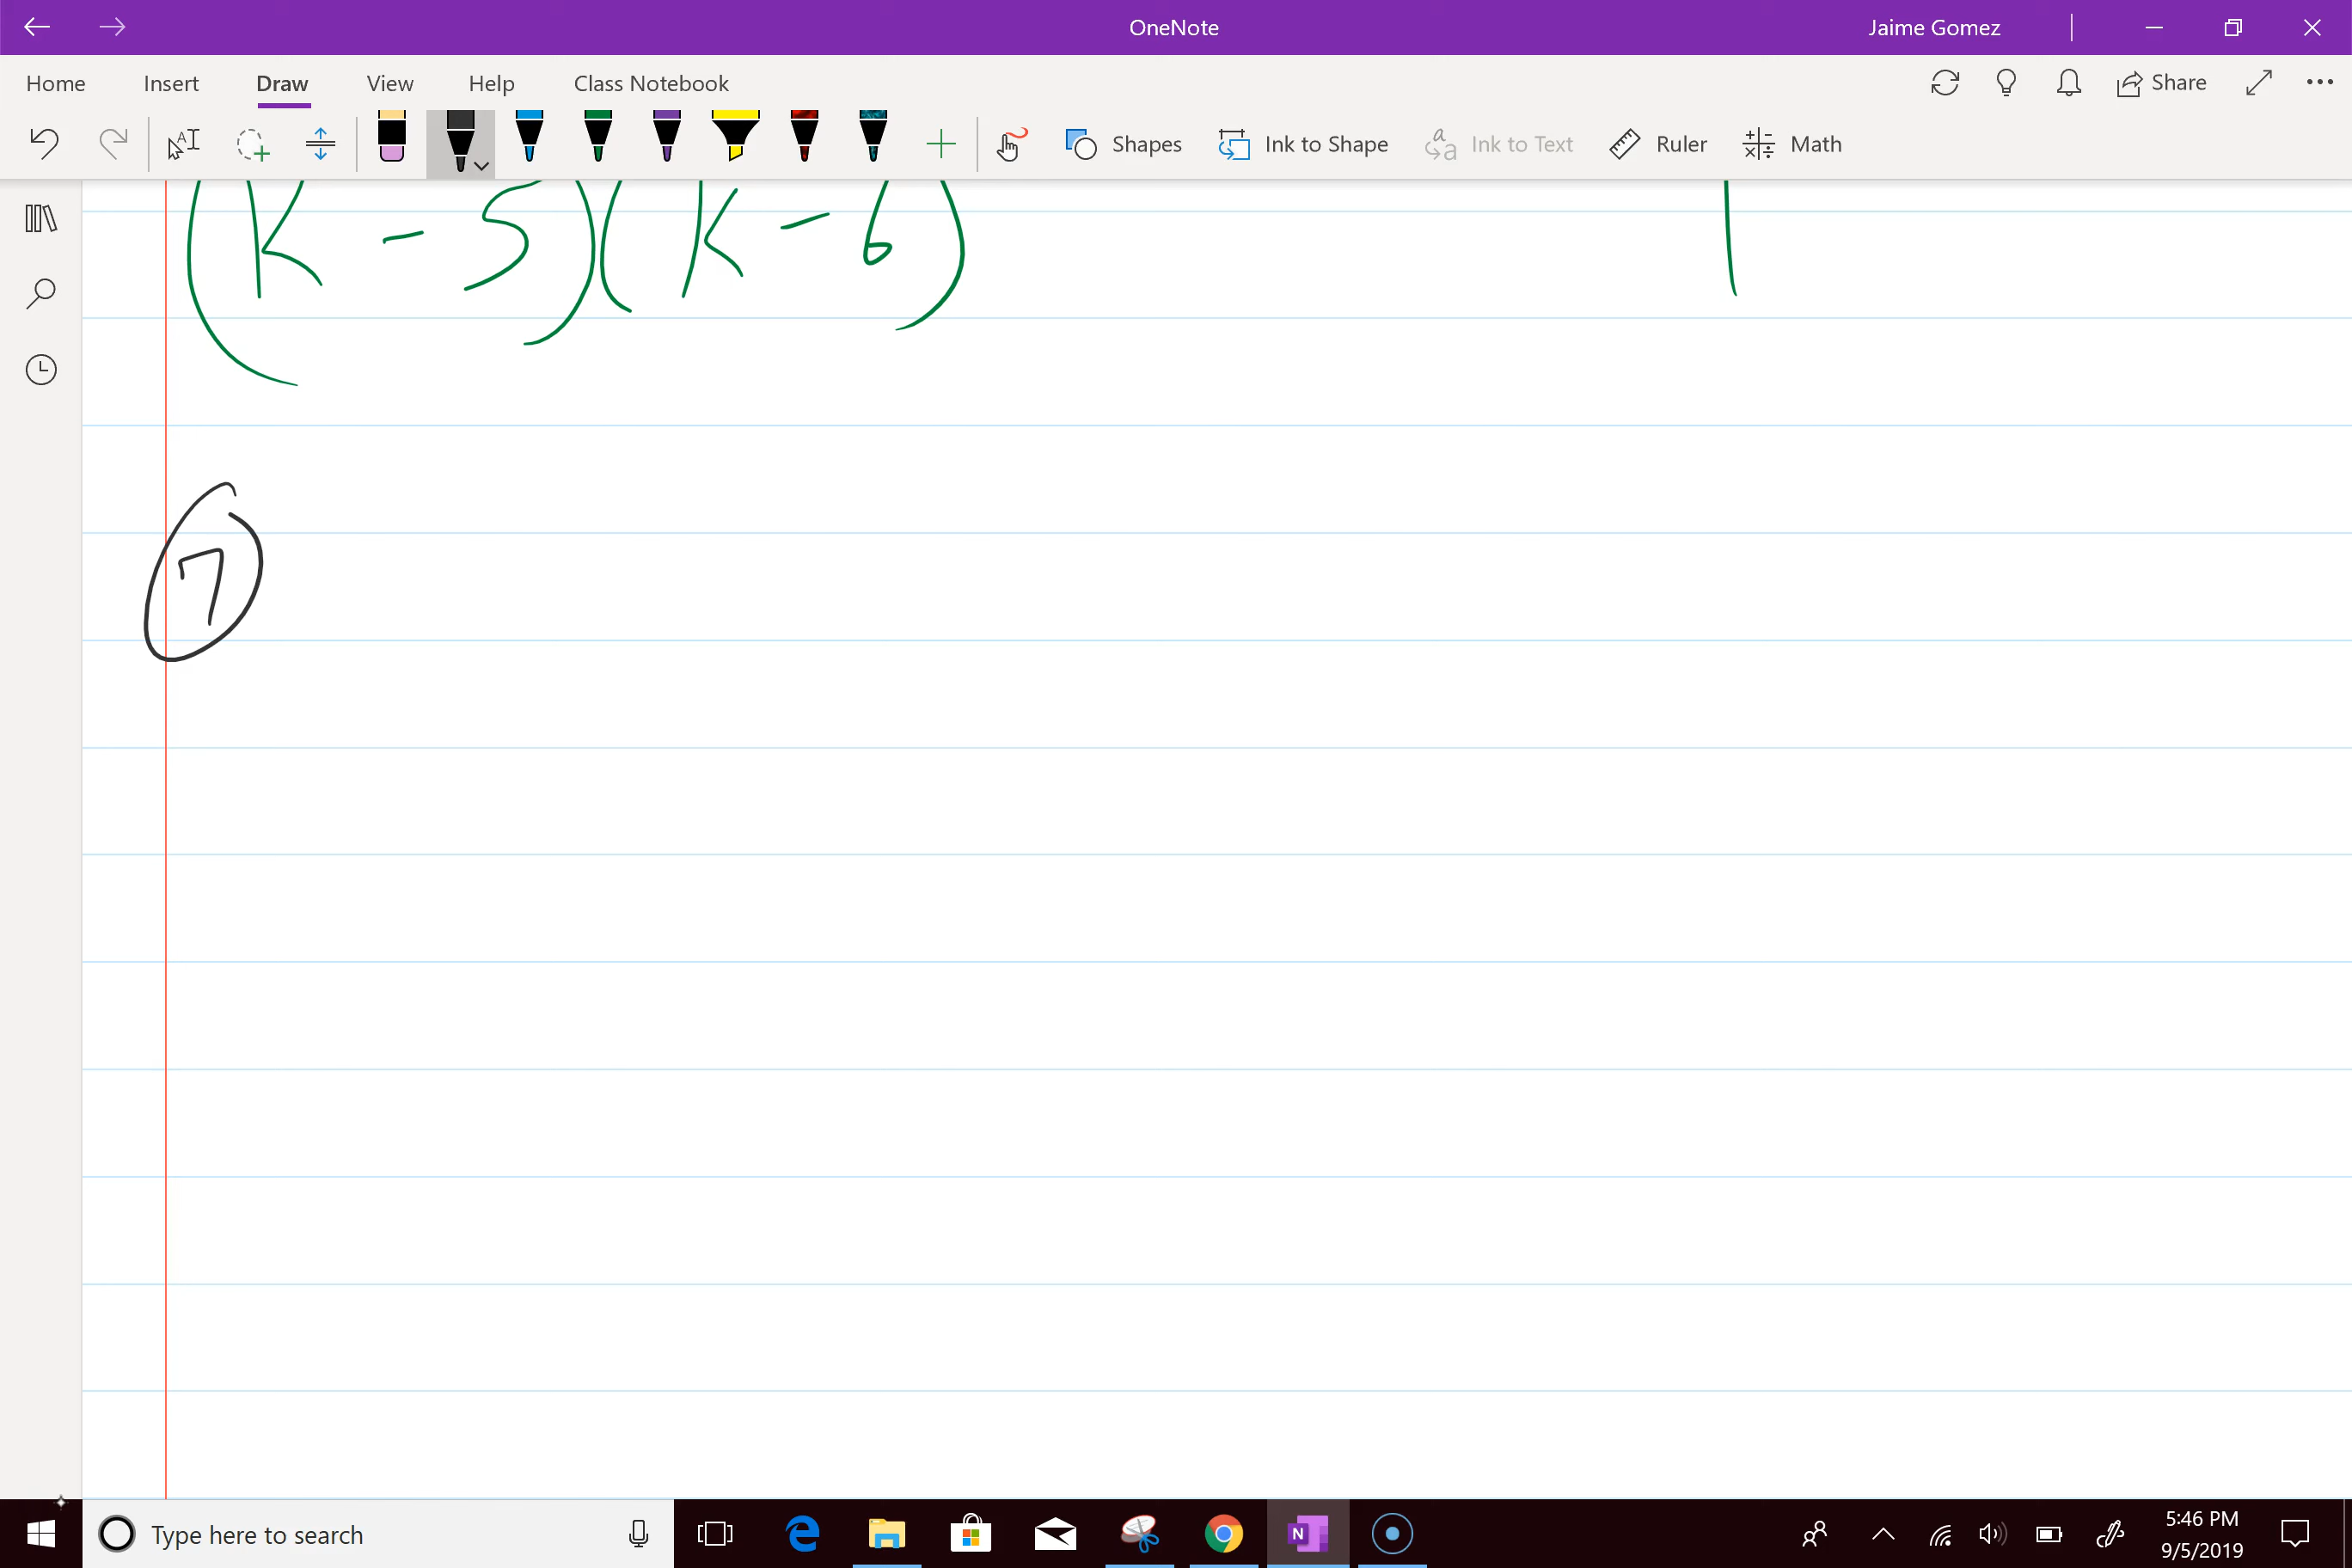 OneNote
Jaime Gomez
Home Insert Draw View Help Class Notebook
Share
Shapes Ink to Shape Ink to Text Ruler Math
(K - 5)(K - 6)
7
Type here to search
5:46 PM
9/5/2019